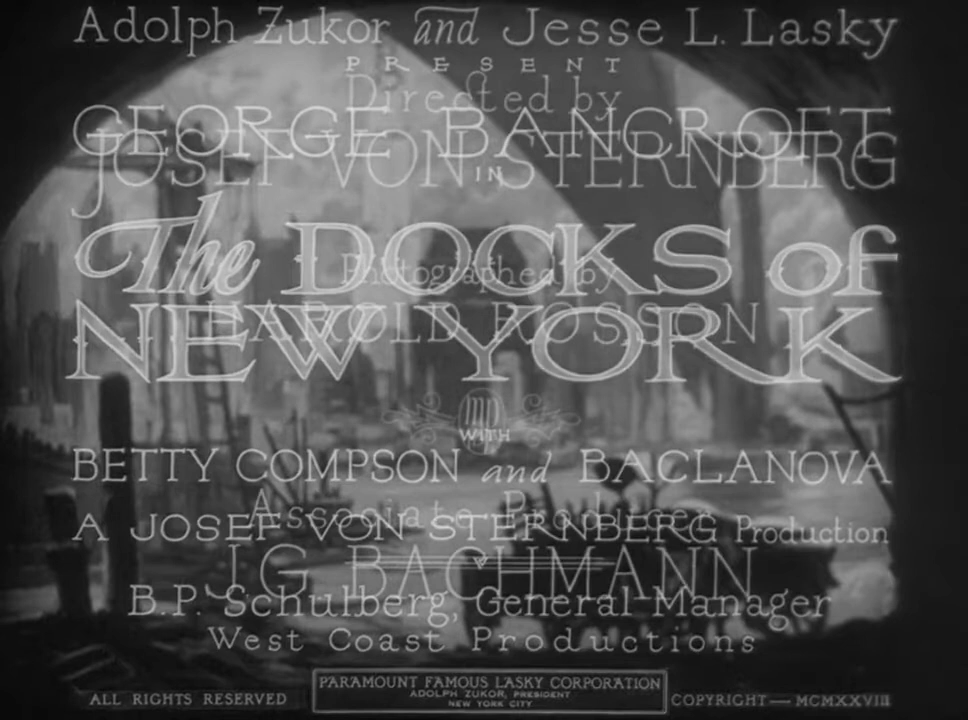 Adolph Zukor and Jesse L. Lasky
PRESENT
Directed by
GEORGE BANCROFT
JOSEF VON STERNBERG
IN
The DOCKS of
Photographed by
NEW YORK
HAROLD ROSSON
WITH
BETTY COMPSON and BACLANOVA
Associate Producer
A JOSEF VON STERNBERG Production
J.G. BACHMANN
B.P. Schulberg, General Manager
West Coast Productions
PARAMOUNT FAMOUS LASKY CORPORATION
ADOLPH ZUKOR, PRESIDENT
NEW YORK CITY
ALL RIGHTS RESERVED
COPYRIGHT — MCMXXVIII